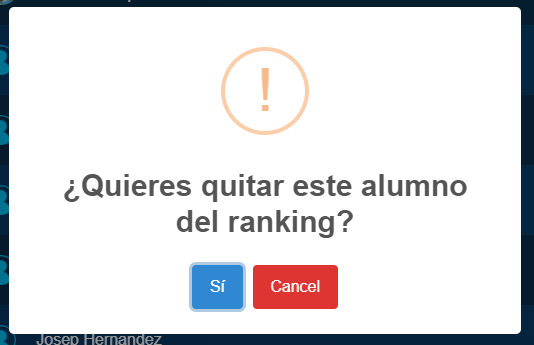 !
¿Quieres quitar este alumno
del ranking?
Sí
Cancel
Josep Hernandez